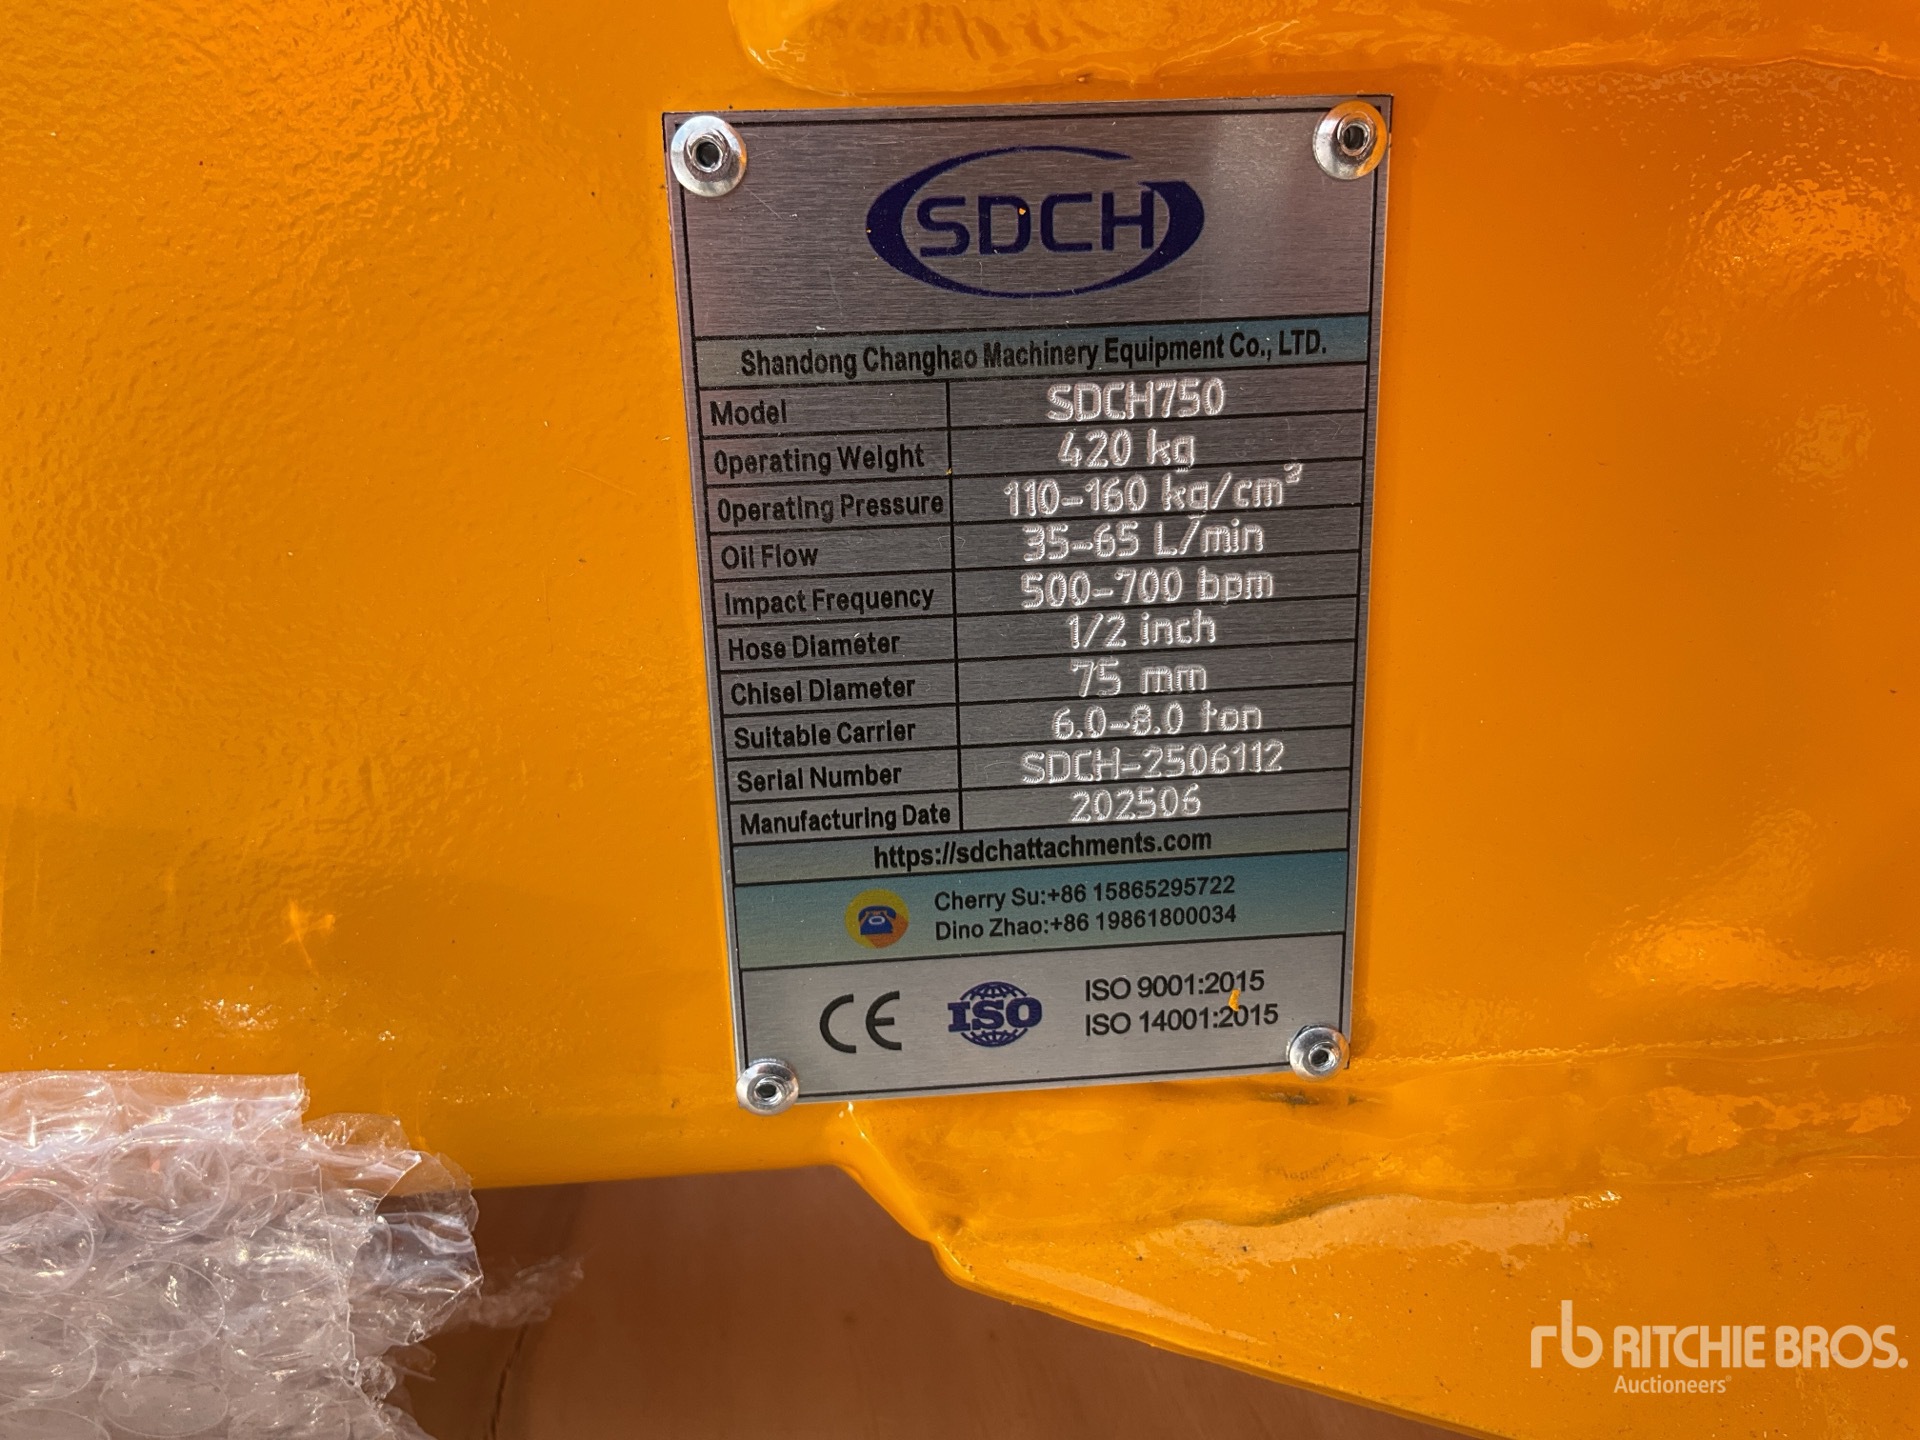 SDCH
Shandong Changhao Machinery Equipment Co., LTD.
Model SDCH750
Operating Weight 420 kg
Operating Pressure 110-160 kg/cm³
Oil Flow 35-65 L/min
Impact Frequency 500-700 bpm
Hose Diameter 1/2 inch
Chisel Diameter 75 mm
Suitable Carrier 6.0-8.0 ton
Serial Number SDCH-2506112
Manufacturing Date 202506
https://sdchattachments.com
Cherry Su:+86 15865295722
Dino Zhao:+86 19861800034
CE ISO ISO 9001:2015
ISO 14001:2015
rb RITCHIE BROS.
Auctioneers